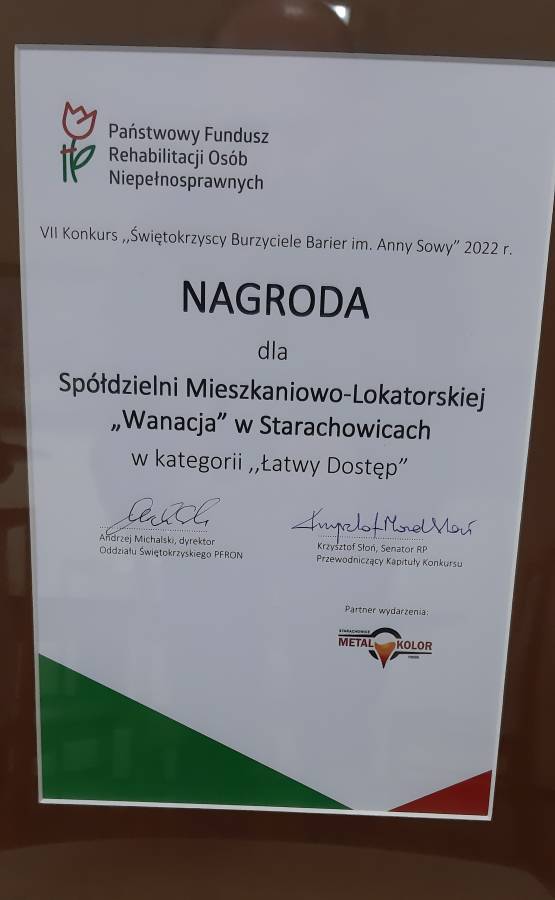 Państwowy Fundusz
Rehabilitacji Osób
Niepełnosprawnych
VII Konkurs ,,Świętokrzyscy Burzyciele Barier im. Anny Sowy” 2022 r.
NAGRODA
dla
Spółdzielni Mieszkaniowo-Lokatorskiej
„Wanacja” w Starachowicach
w kategorii ,,Łatwy Dostęp”
Andrzej Michalski, dyrektor
Oddziału Świętokrzyskiego PFRON
Krzysztof Słoń, Senator RP
Przewodniczący Kapituły Konkursu
Partner wydarzenia:
STARACHOWICE
METAL KOLOR